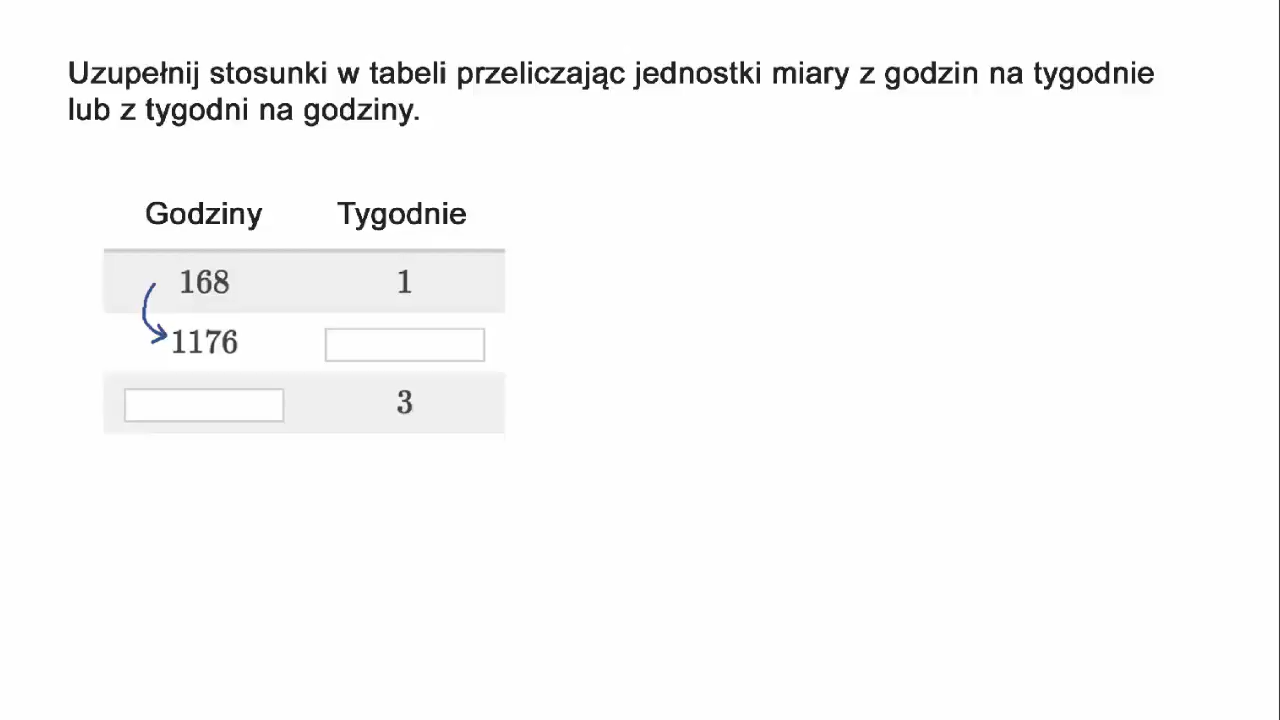 Uzupełnij stosunki w tabeli przeliczając jednostki miary z godzin na tygodnie
lub z tygodni na godziny.
Godziny Tygodnie
168 1
1176
3